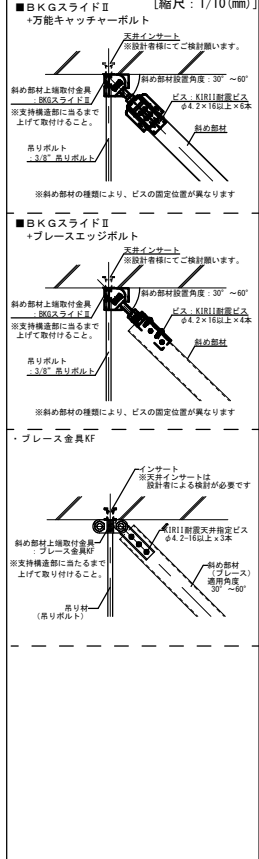 [縮尺：1/10(mm)]
■BKGスライドⅡ
+万能キャッチャーボルト
天井インサート
※設計者様にてご検討願います。
斜め部材設置角度：30°～60°
斜め部材上端取付金具
：BKGスライドⅡ
※支持構造部に当るまで
上げて取付けること。
ビス：KIRII耐震ビス
φ4.2×16以上×6本
斜め部材
吊りボルト
：3/8" 吊りボルト
※斜め部材の種類により、ビスの固定位置が異なります
■BKGスライドⅡ
+ブレースエッジボルト
天井インサート
※設計者様にてご検討願います。
斜め部材設置角度：30°～60°
斜め部材上端取付金具
：BKGスライドⅡ
※支持構造部に当るまで
上げて取付けること。
ビス：KIRII耐震ビス
φ4.2×16以上×4本
斜め部材
吊りボルト
：3/8" 吊りボルト
※斜め部材の種類により、ビスの固定位置が異なります
・ブレース金具KF
インサート
※天井インサートは
設計者による検討が必要です
斜め部材上端取付金具
：ブレース金具KF
※支持構造部に当たるまで
上げて取り付けること。
KIRII耐震天井指定ビス
φ4.2-16以上×3本
斜め部材
(ブレース)
適用角度
30° ～60°
吊り材
(吊りボルト)